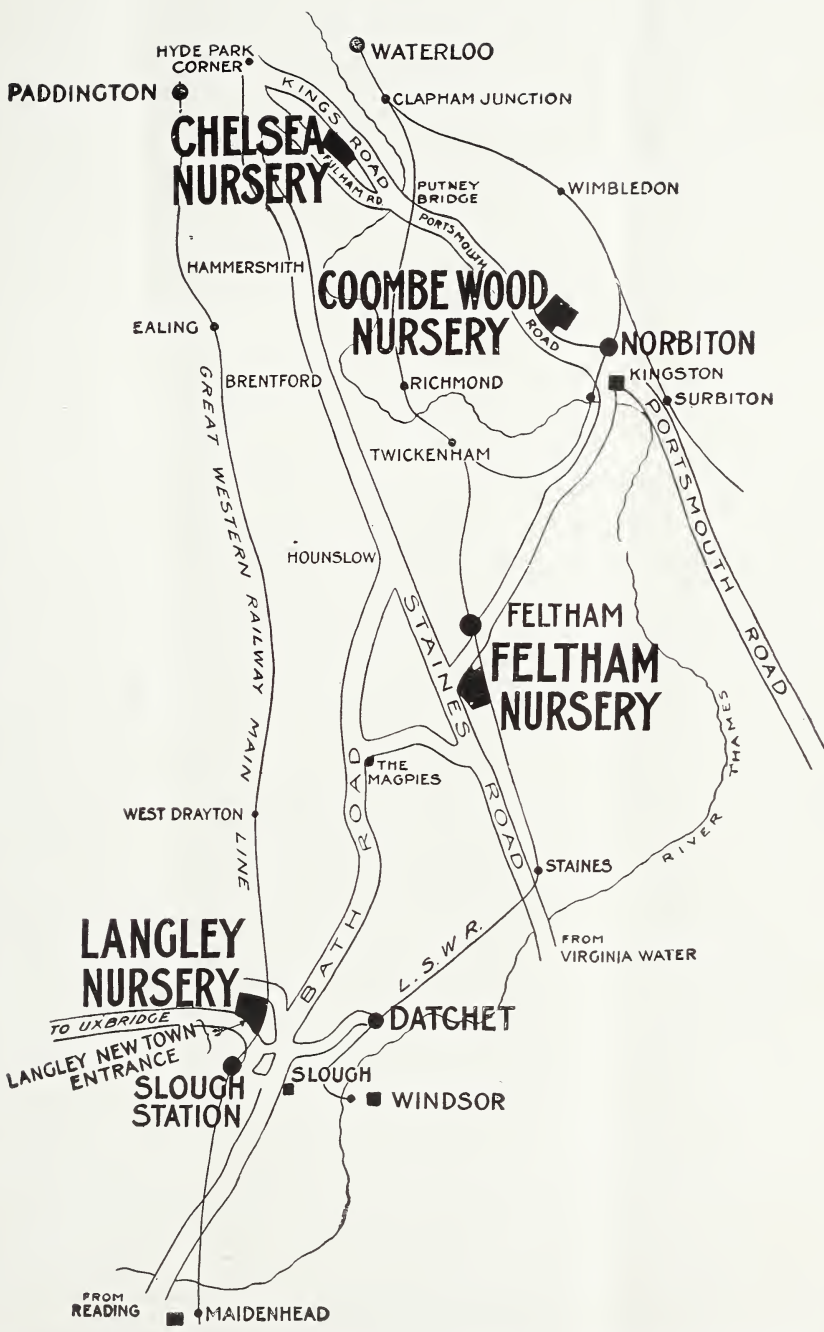 HYDE PARK
CORNER
WATERLOO
PADDINGTON
CLAPHAM JUNCTION
KINGS ROAD
CHELSEA
NURSERY
FULHAM RD.
PUTNEY
BRIDGE
WIMBLEDON
PORTSMOUTH
ROAD
HAMMERSMITH
COOMBE WOOD
NURSERY
EALING
NORBITON
KINGSTON
BRENTFORD
RICHMOND
SURBITON
PORTSMOUTH ROAD
TWICKENHAM
GREAT WESTERN RAILWAY MAIN LINE
HOUNSLOW
STAINES ROAD
FELTHAM
FELTHAM
NURSERY
RIVER THAMES
THE
MAGPIES
BATH ROAD
WEST DRAYTON
STAINES
LANGLEY
NURSERY
L. S. W. R.
FROM
VIRGINIA WATER
TO UXBRIDGE
DATCHET
LANGLEY NEW TOWN
ENTRANCE
SLOUGH
STATION
SLOUGH
WINDSOR
FROM
READING
MAIDENHEAD